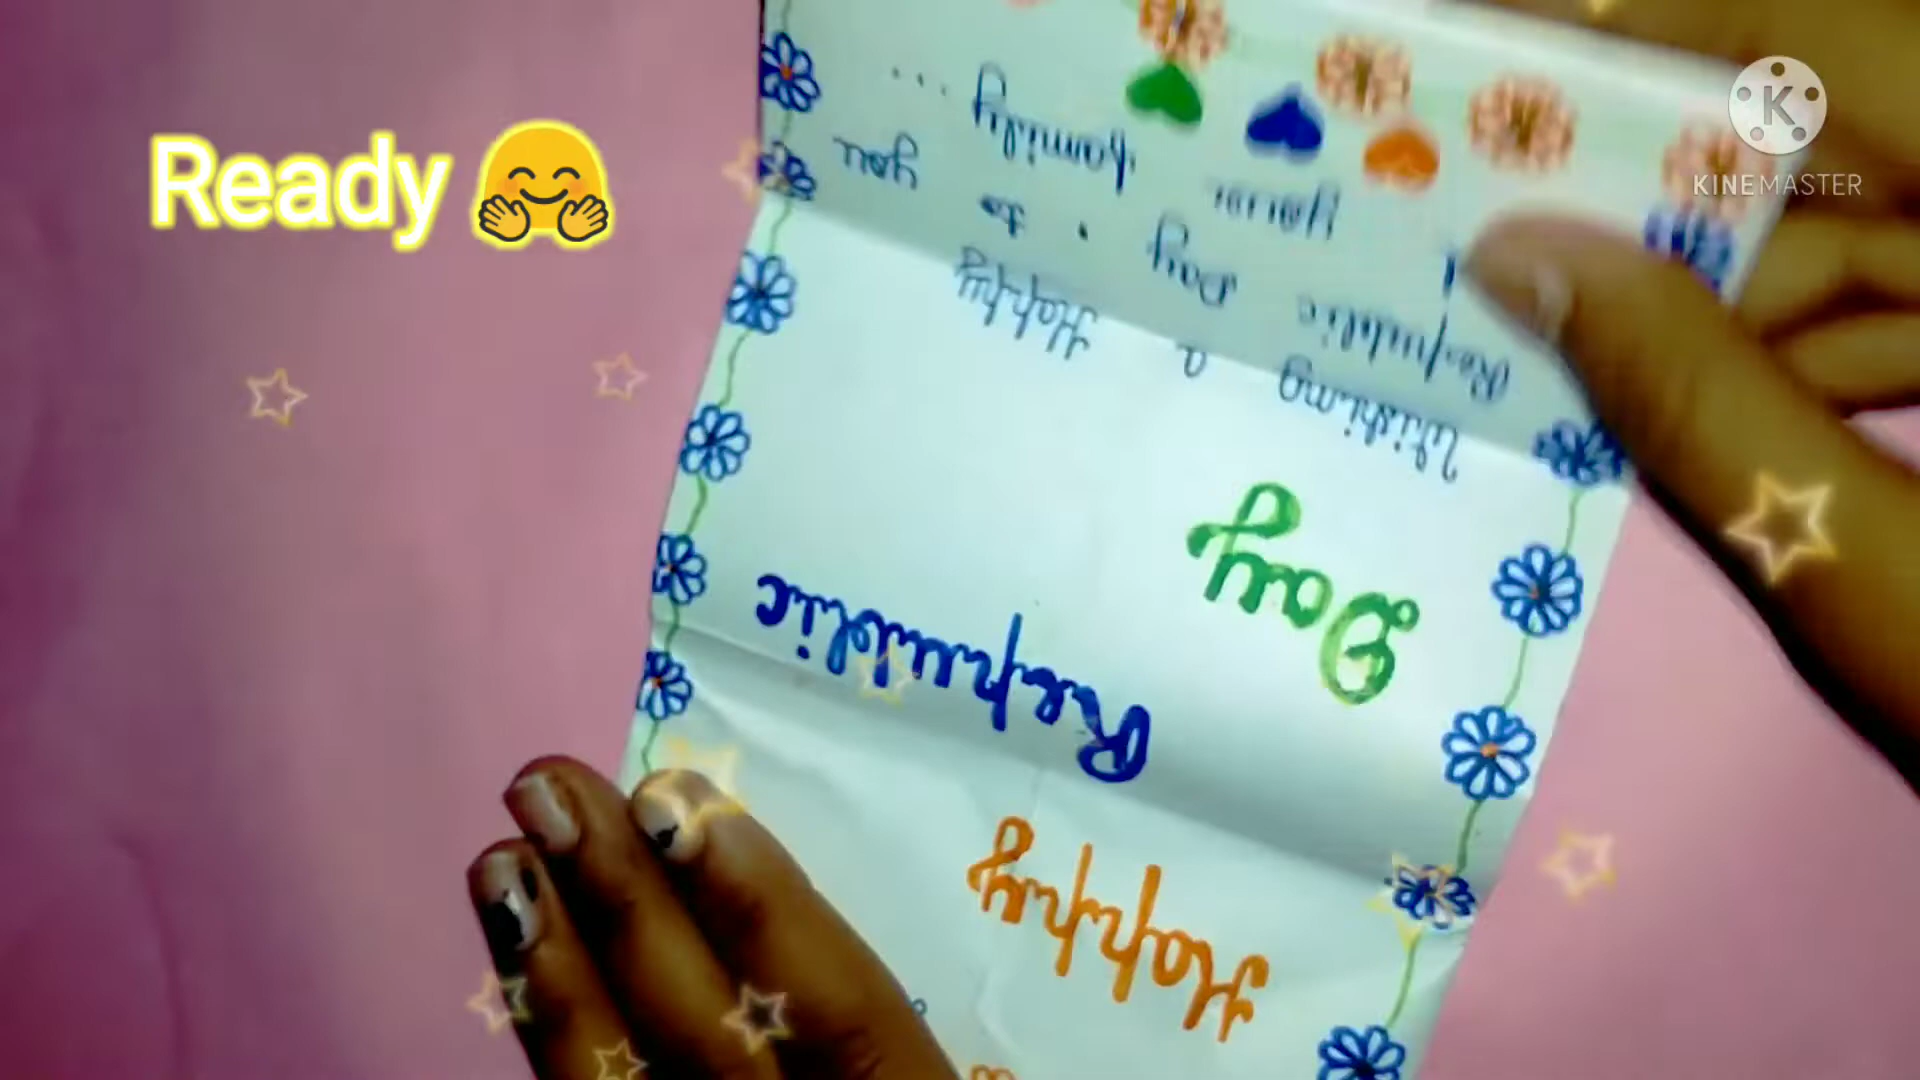 Ready
KINEMASTER
Happy
Republic
Day
Wishing a Happy
Republic Day . to you
your family ...